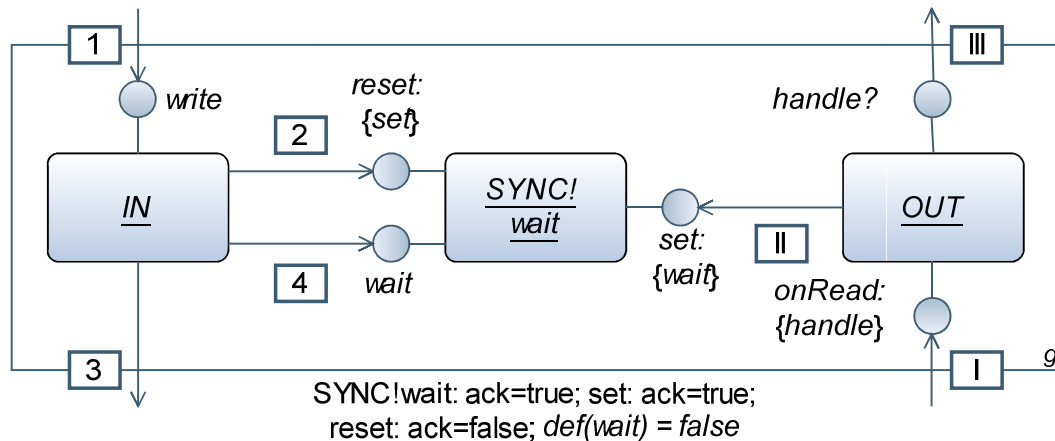 1
III
write
reset:
{set}
handle?
2
IN
SYNC!
wait
OUT
set:
{wait}
II
4
wait
onRead:
{handle}
3
I
g
SYNC!wait: ack=true; set: ack=true;
reset: ack=false; def(wait) = false